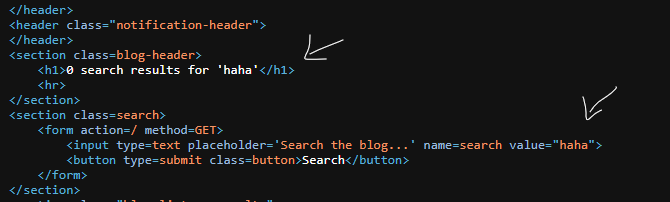 </header>
<header class="notification-header">
</header>
<section class=blog-header>
<h1>0 search results for 'haha'</h1>
<hr>
</section>
<section class=search>
<form action=/ method=GET>
<input type=text placeholder='Search the blog...' name=search value="haha">
<button type=submit class=button>Search</button>
</form>
</section>